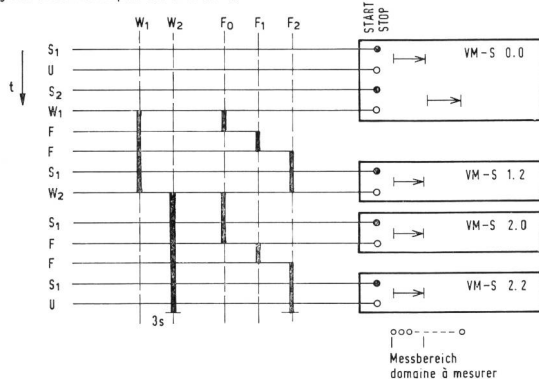 W1 W2 F0 F1 F2 START STOP
S1 VM-S 0.0
U
t
S2
W1
F
F
S1 VM-S 1.2
W2
S1 VM-S 2.0
F
F
S1 VM-S 2.2
U
3s
Messbereich
domaine à mesurer